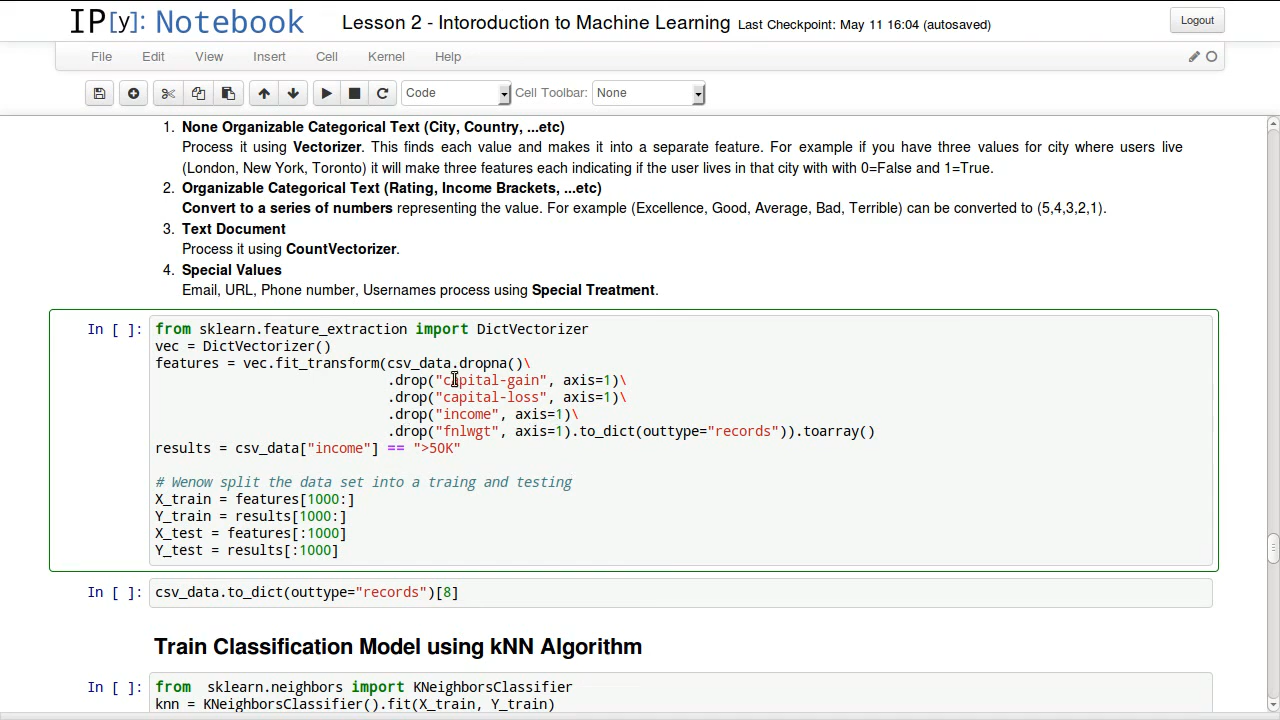 IP[y]: Notebook Lesson 2 - Intoroduction to Machine Learning Last Checkpoint: May 11 16:04 (autosaved) Logout
File Edit View Insert Cell Kernel Help
Code Cell Toolbar: None
1. None Organizable Categorical Text (City, Country, ...etc)
Process it using Vectorizer. This finds each value and makes it into a separate feature. For example if you have three values for city where users live
(London, New York, Toronto) it will make three features each indicating if the user lives in that city with with 0=False and 1=True.
2. Organizable Categorical Text (Rating, Income Brackets, ...etc)
Convert to a series of numbers representing the value. For example (Excellence, Good, Average, Bad, Terrible) can be converted to (5,4,3,2,1).
3. Text Document
Process it using CountVectorizer.
4. Special Values
Email, URL, Phone number, Usernames process using Special Treatment.
In [ ]: from sklearn.feature_extraction import DictVectorizer
vec = DictVectorizer()
features = vec.fit_transform(csv_data.dropna()\
.drop("capital-gain", axis=1)\
.drop("capital-loss", axis=1)\
.drop("income", axis=1)\
.drop("fnlwgt", axis=1).to_dict(outtype="records")).toarray()
results = csv_data["income"] == ">50K"
# Wenow split the data set into a traing and testing
X_train = features[1000:]
Y_train = results[1000:]
X_test = features[:1000]
Y_test = results[:1000]
In [ ]: csv_data.to_dict(outtype="records")[8]
Train Classification Model using kNN Algorithm
In [ ]: from sklearn.neighbors import KNeighborsClassifier
knn = KNeighborsClassifier().fit(X_train, Y_train)